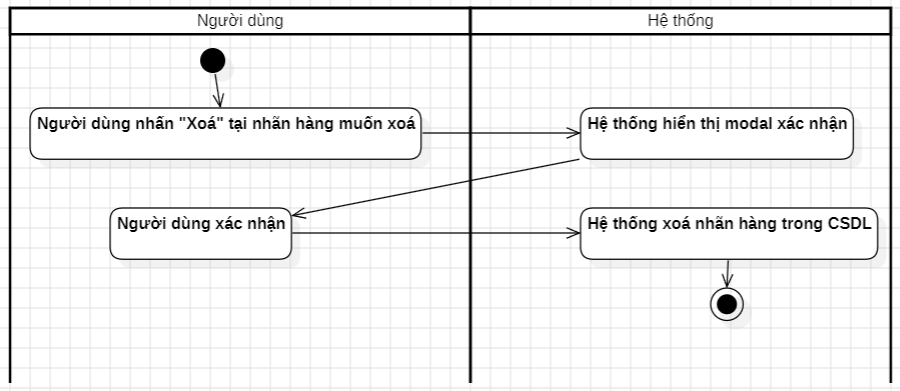 Người dùng
Hệ thống
Người dùng nhấn "Xoá" tại nhãn hàng muốn xoá
Hệ thống hiển thị modal xác nhận
Người dùng xác nhận
Hệ thống xoá nhãn hàng trong CSDL